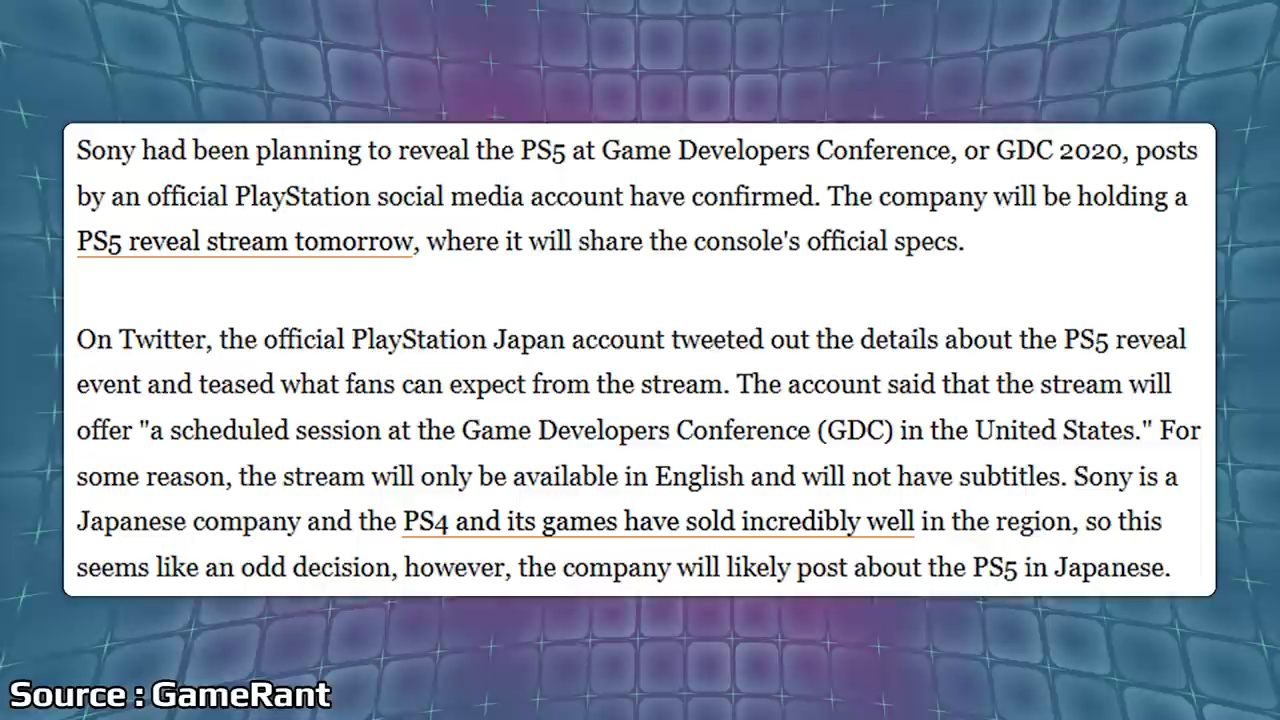 Sony had been planning to reveal the PS5 at Game Developers Conference, or GDC 2020, posts
by an official PlayStation social media account have confirmed. The company will be holding a
PS5 reveal stream tomorrow, where it will share the console's official specs.
On Twitter, the official PlayStation Japan account tweeted out the details about the PS5 reveal
event and teased what fans can expect from the stream. The account said that the stream will
offer "a scheduled session at the Game Developers Conference (GDC) in the United States." For
some reason, the stream will only be available in English and will not have subtitles. Sony is a
Japanese company and the PS4 and its games have sold incredibly well in the region, so this
seems like an odd decision, however, the company will likely post about the PS5 in Japanese.
Source : GameRant